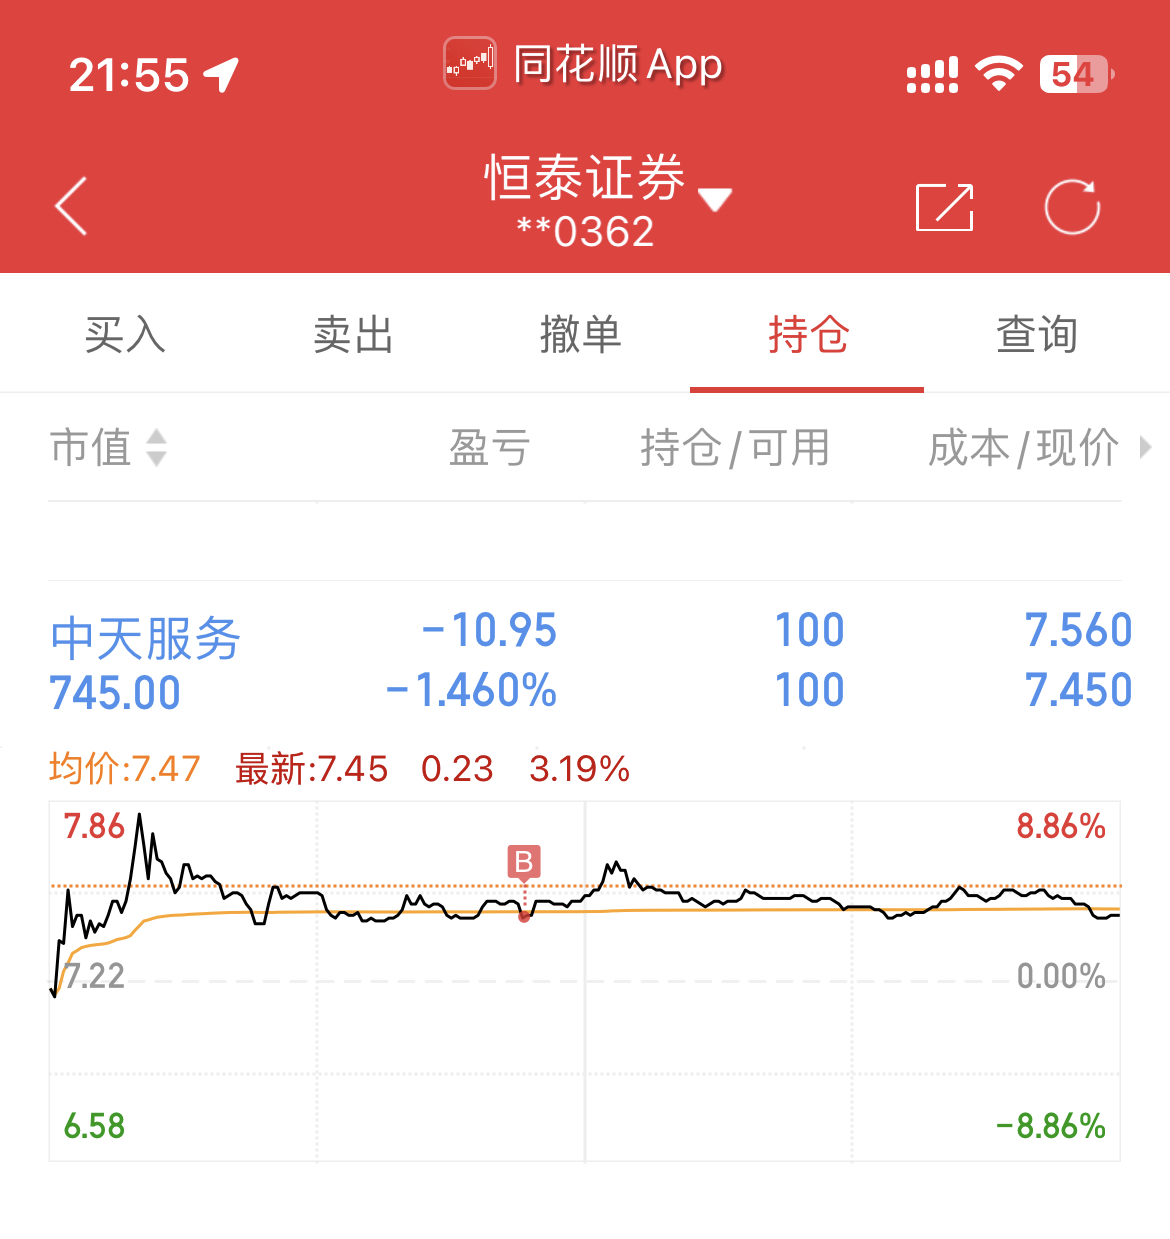 21:55
同花顺App
54
恒泰证券
**0362
买入 卖出 撤单 持仓 查询
市值 盈亏 持仓/可用 成本/现价
中天服务 -10.95 100 7.560
745.00 -1.460% 100 7.450
均价:7.47 最新:7.45 0.23 3.19%
7.86 8.86%
B
7.22 0.00%
6.58 -8.86%